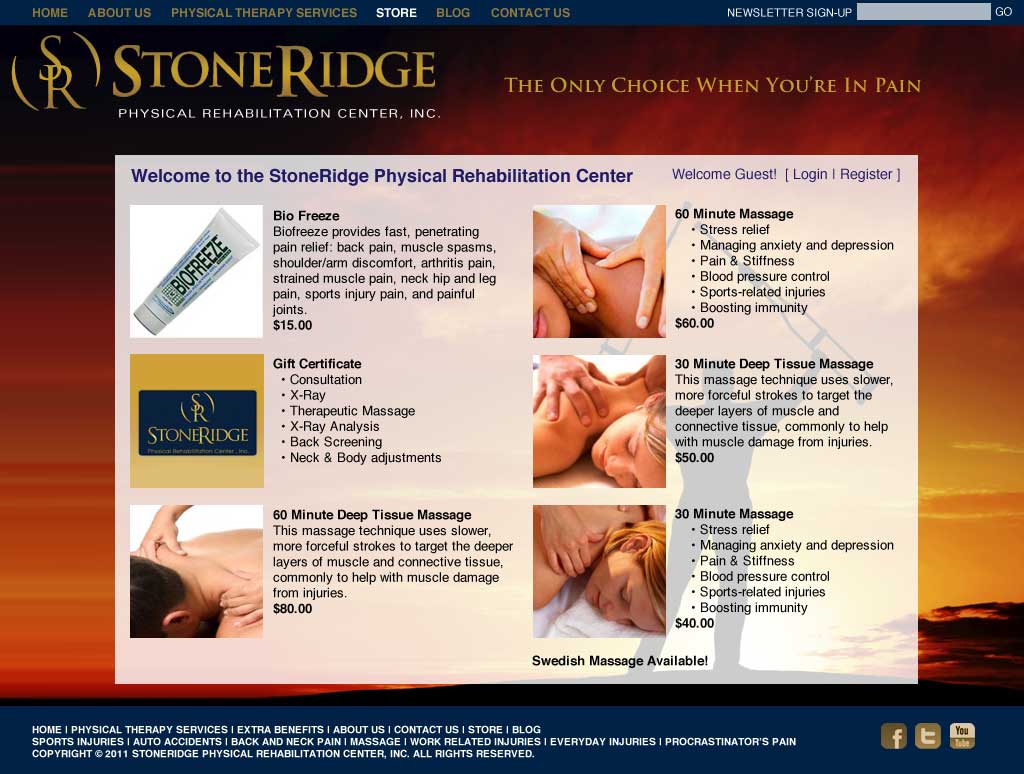 HOME ABOUT US PHYSICAL THERAPY SERVICES STORE BLOG CONTACT US NEWSLETTER SIGN-UP GO
SR STONERIDGE
PHYSICAL REHABILITATION CENTER, INC.
THE ONLY CHOICE WHEN YOU'RE IN PAIN
Welcome to the StoneRidge Physical Rehabilitation Center
Welcome Guest! [ Login | Register ]
BIOFREEZE
Bio Freeze
Biofreeze provides fast, penetrating
pain relief: back pain, muscle spasms,
shoulder/arm discomfort, arthritis pain,
strained muscle pain, neck hip and leg
pain, sports injury pain, and painful
joints.
$15.00
60 Minute Massage
• Stress relief
• Managing anxiety and depression
• Pain & Stiffness
• Blood pressure control
• Sports-related injuries
• Boosting immunity
$60.00
SR
STONERIDGE
Physical Rehabilitation Center, Inc.
Gift Certificate
• Consultation
• X-Ray
• Therapeutic Massage
• X-Ray Analysis
• Back Screening
• Neck & Body adjustments
30 Minute Deep Tissue Massage
This massage technique uses slower,
more forceful strokes to target the
deeper layers of muscle and
connective tissue, commonly to help
with muscle damage from injuries.
$50.00
60 Minute Deep Tissue Massage
This massage technique uses slower,
more forceful strokes to target the deeper
layers of muscle and connective tissue,
commonly to help with muscle damage
from injuries.
$80.00
30 Minute Massage
• Stress relief
• Managing anxiety and depression
• Pain & Stiffness
• Blood pressure control
• Sports-related injuries
• Boosting immunity
$40.00
Swedish Massage Available!
HOME | PHYSICAL THERAPY SERVICES | EXTRA BENEFITS | ABOUT US | CONTACT US | STORE | BLOG
SPORTS INJURIES | AUTO ACCIDENTS | BACK AND NECK PAIN | MASSAGE | WORK RELATED INJURIES | EVERYDAY INJURIES | PROCRASTINATOR'S PAIN
COPYRIGHT © 2011 STONERIDGE PHYSICAL REHABILITATION CENTER, INC. ALL RIGHTS RESERVED.
f t You
Tube